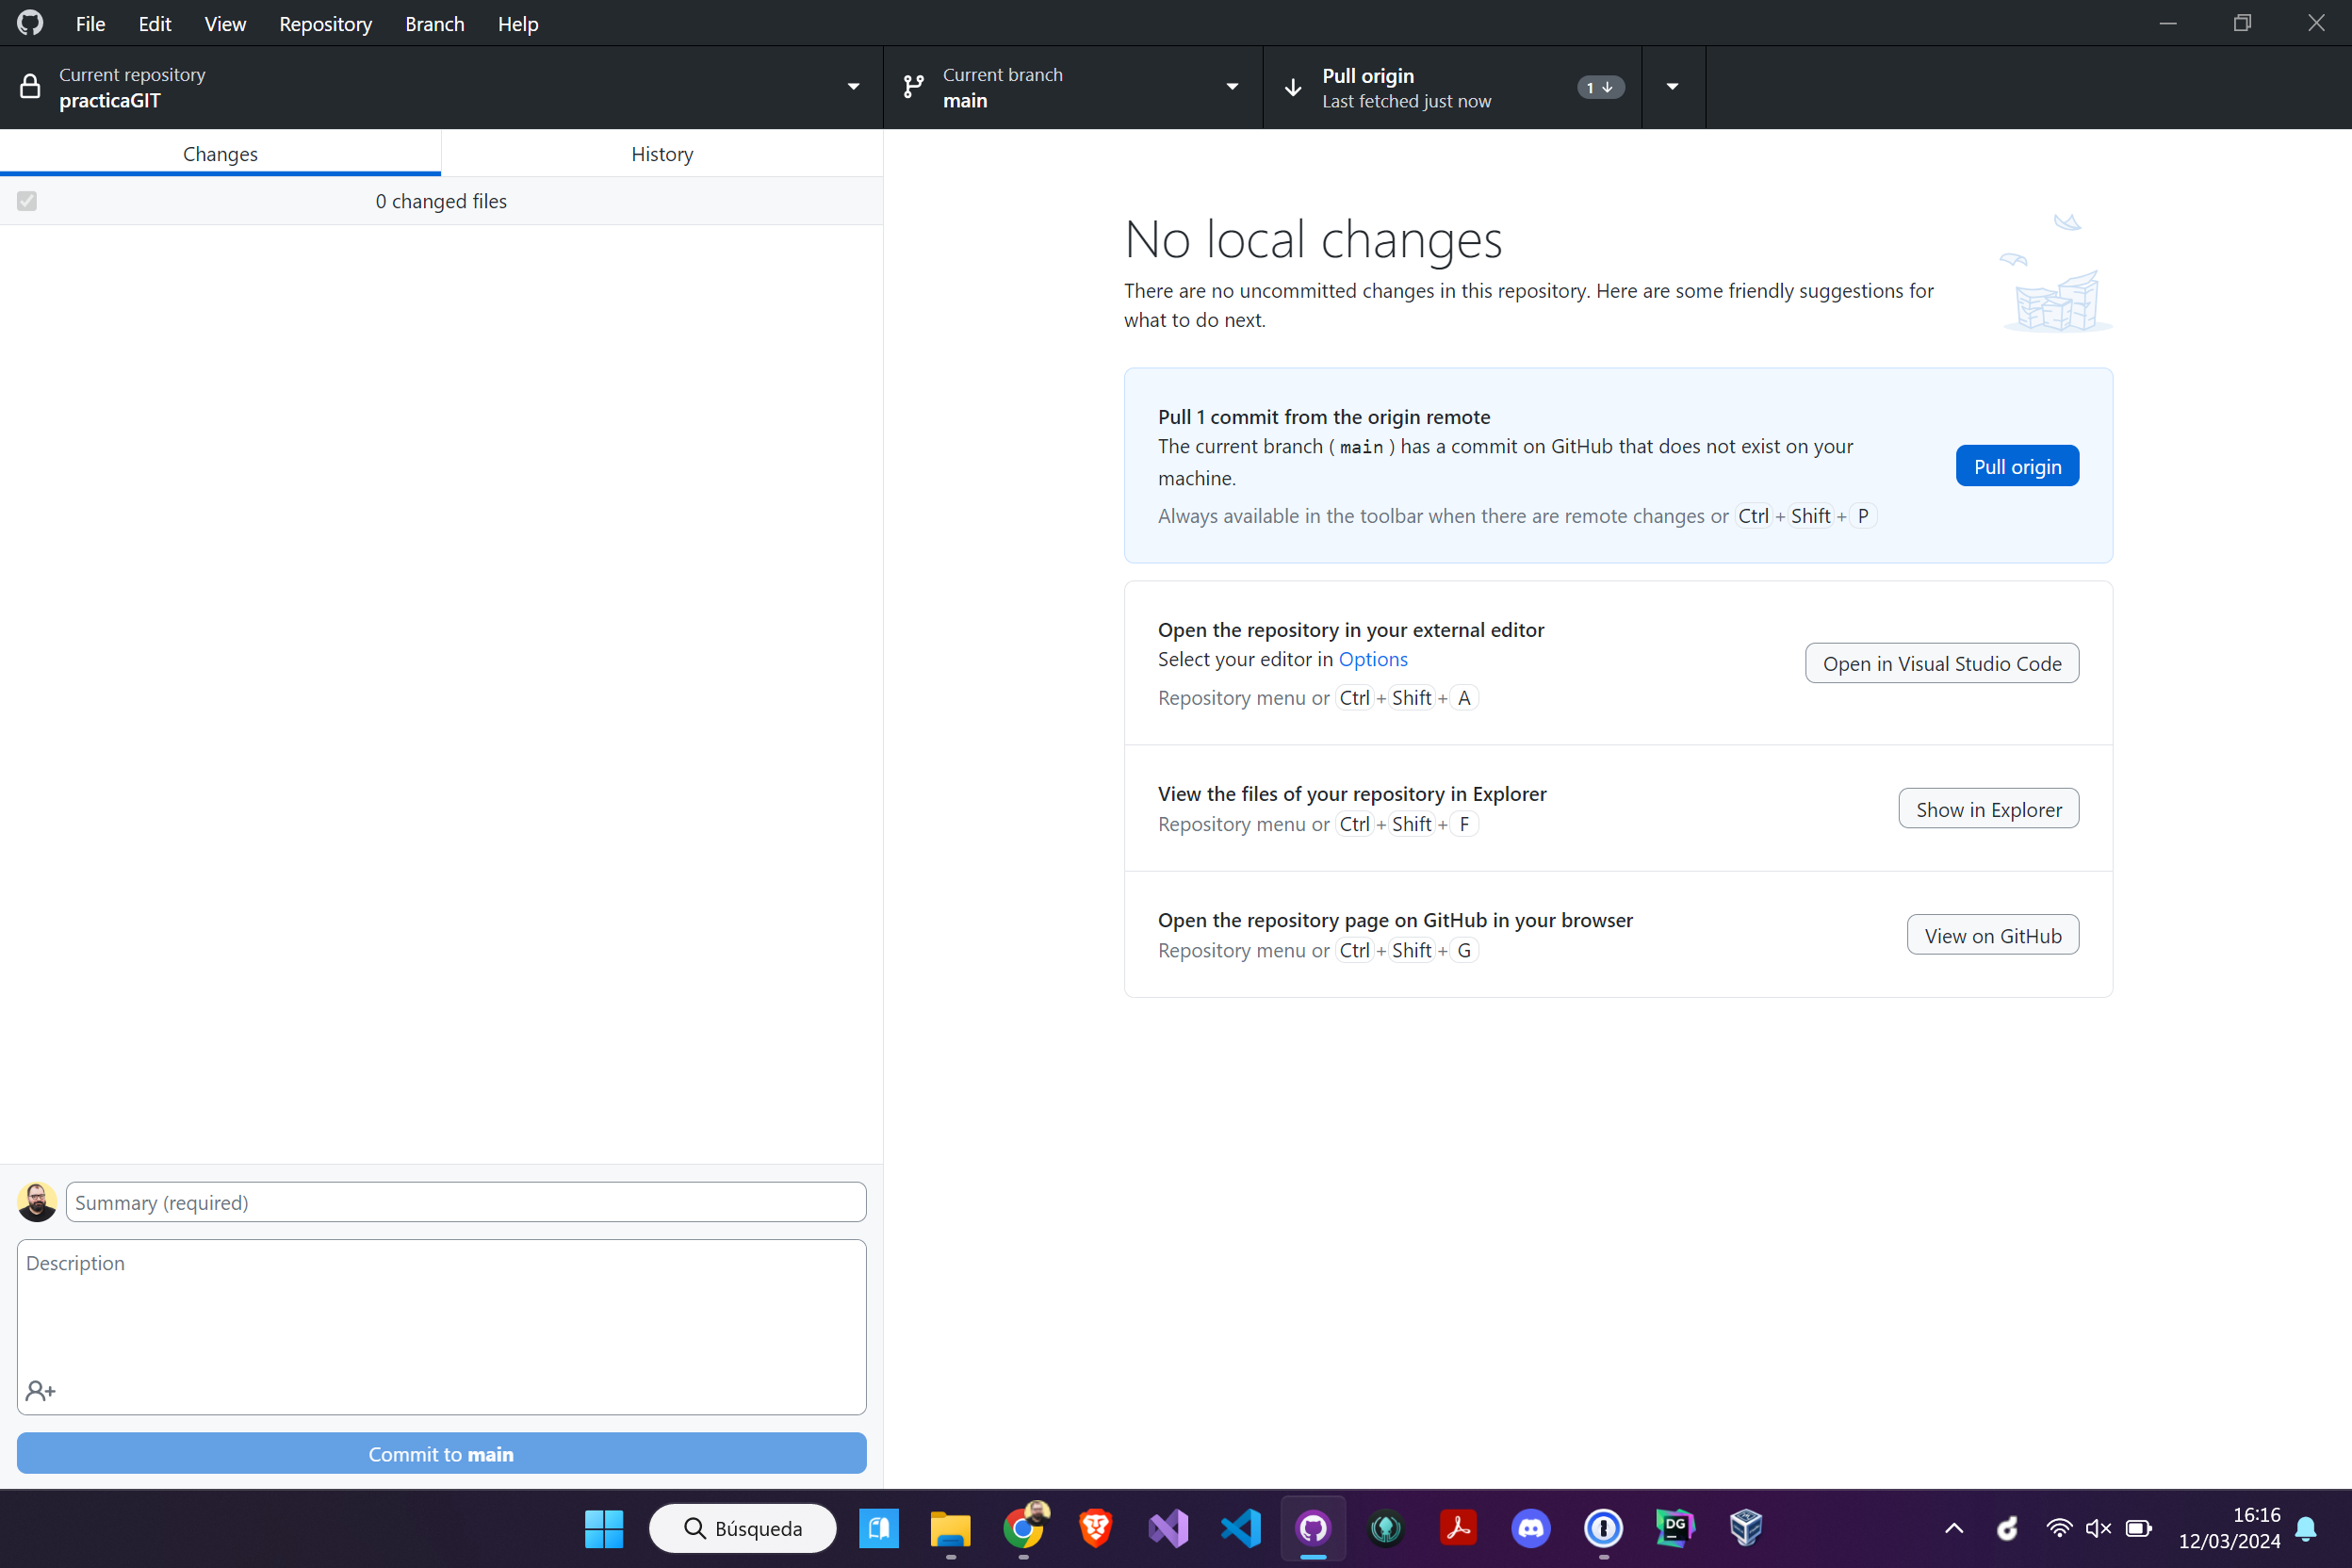 File Edit View Repository Branch Help
Current repository
practicaGIT
Current branch
main
Pull origin
Last fetched just now
1
Changes
History
0 changed files
No local changes
There are no uncommitted changes in this repository. Here are some friendly suggestions for
what to do next.
Pull 1 commit from the origin remote
The current branch ( main ) has a commit on GitHub that does not exist on your
machine.
Always available in the toolbar when there are remote changes or Ctrl + Shift + P
Pull origin
Open the repository in your external editor
Select your editor in Options
Repository menu or Ctrl + Shift + A
Open in Visual Studio Code
View the files of your repository in Explorer
Repository menu or Ctrl + Shift + F
Show in Explorer
Open the repository page on GitHub in your browser
Repository menu or Ctrl + Shift + G
View on GitHub
Summary (required)
Description
Commit to main
Búsqueda
DG
16:16
12/03/2024